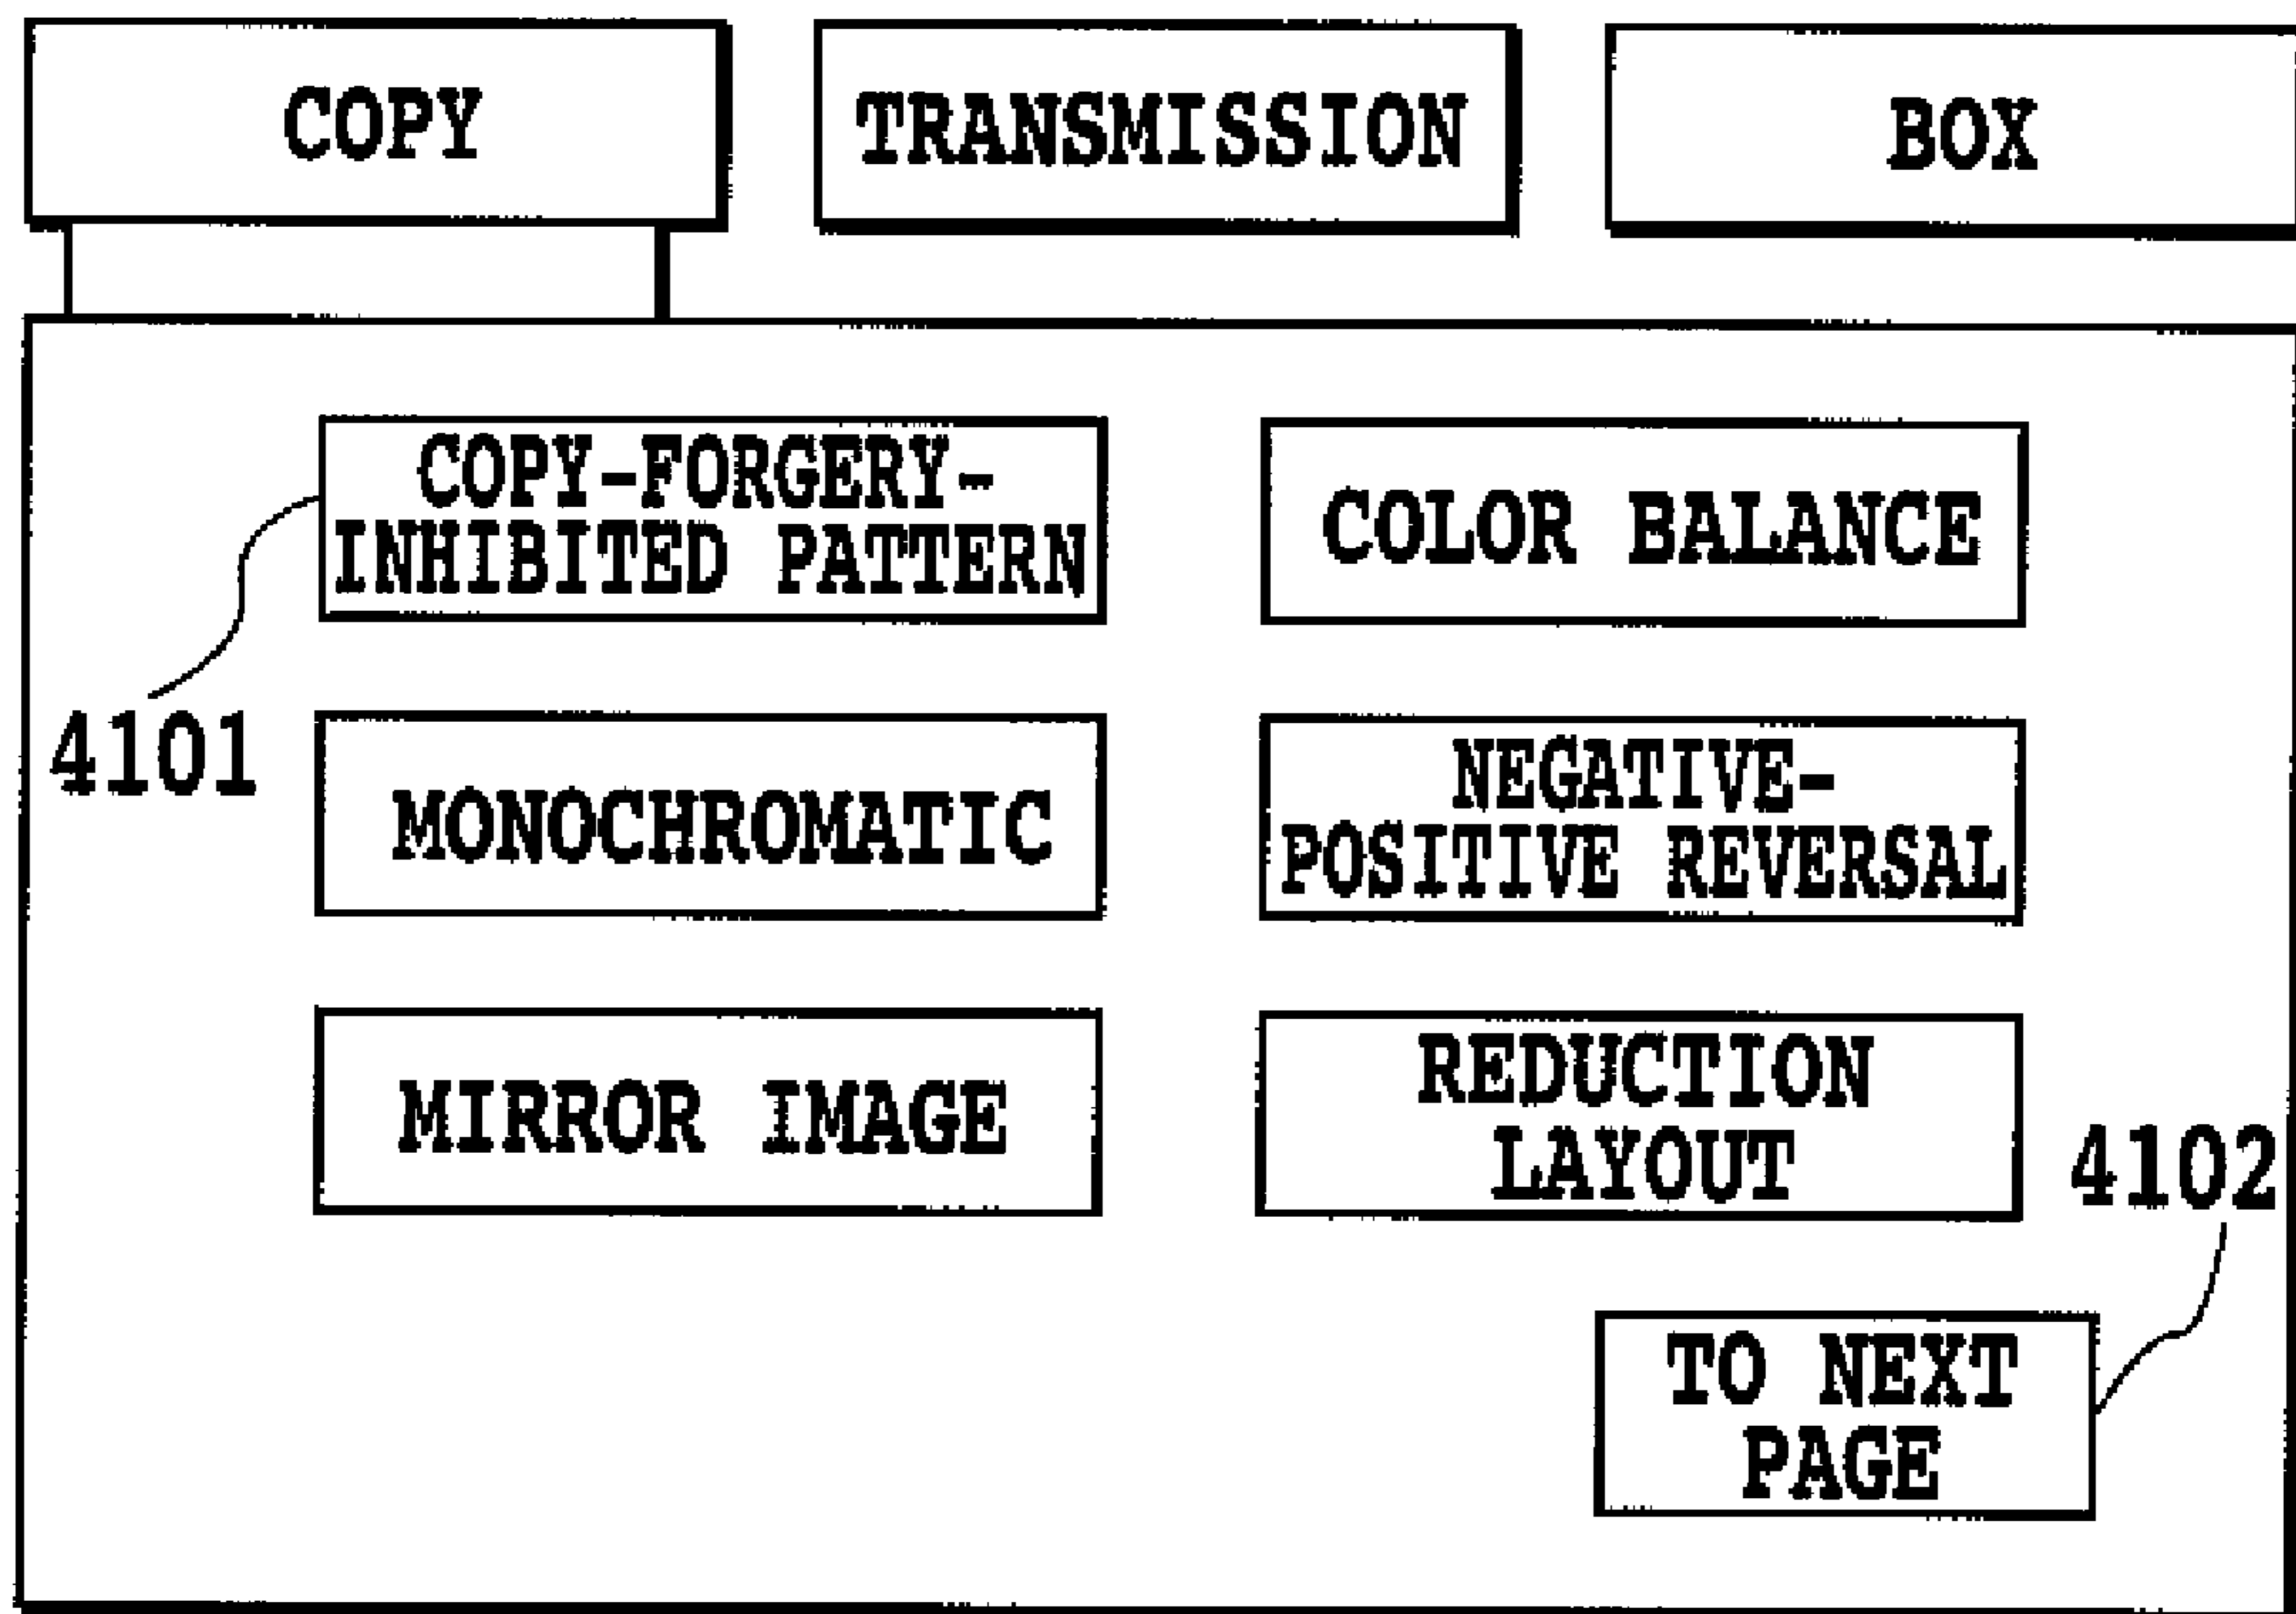 COPY
TRANSMISSION
BOX
COPY-FORGERY-
INHIBITED PATTERN
COLOR BALANCE
4101
MONOCHROMATIC
NEGATIVE-
POSITIVE REVERSAL
MIRROR IMAGE
REDUCTION
LAYOUT
4102
TO NEXT
PAGE